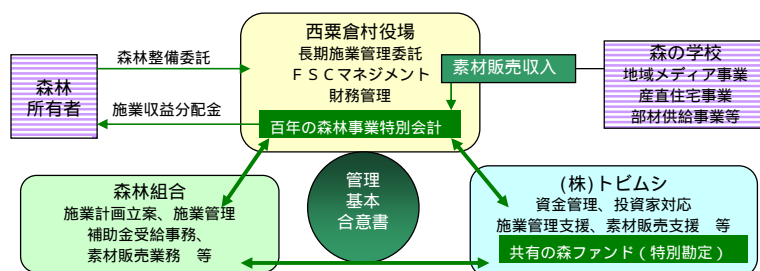 西粟倉村役場
長期施業管理委託
ＦＳＣマネジメント
財務管理
百年の森林事業特別会計
森林整備委託
施業収益分配金
森林
所有者
素材販売収入
森の学校
地域メディア事業
産直住宅事業
部材供給事業等
森林組合
施業計画立案、施業管理
補助金受給事務、
素材販売業務　等
管理
基本
合意書
(株)トビムシ
資金管理、投資家対応
施業管理支援、素材販売支援　等
共有の森ファンド（特別勘定）